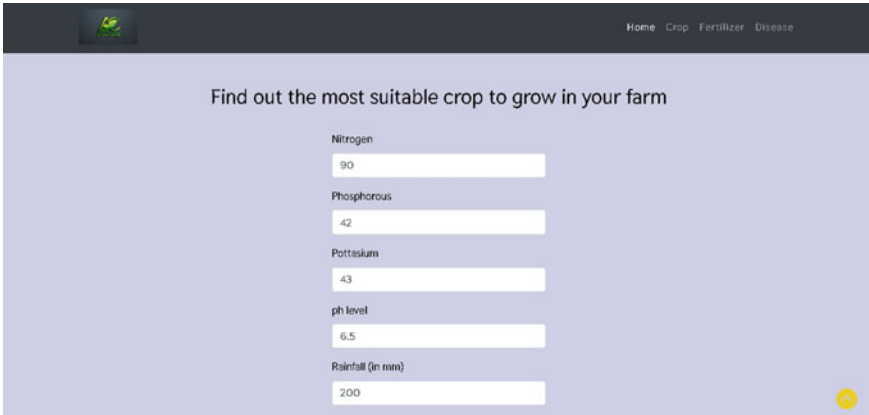 Home Crop Fertilizer Disease
Find out the most suitable crop to grow in your farm
Nitrogen
90
Phosphorous
42
Pottasium
43
ph level
6.5
Rainfall (in mm)
200